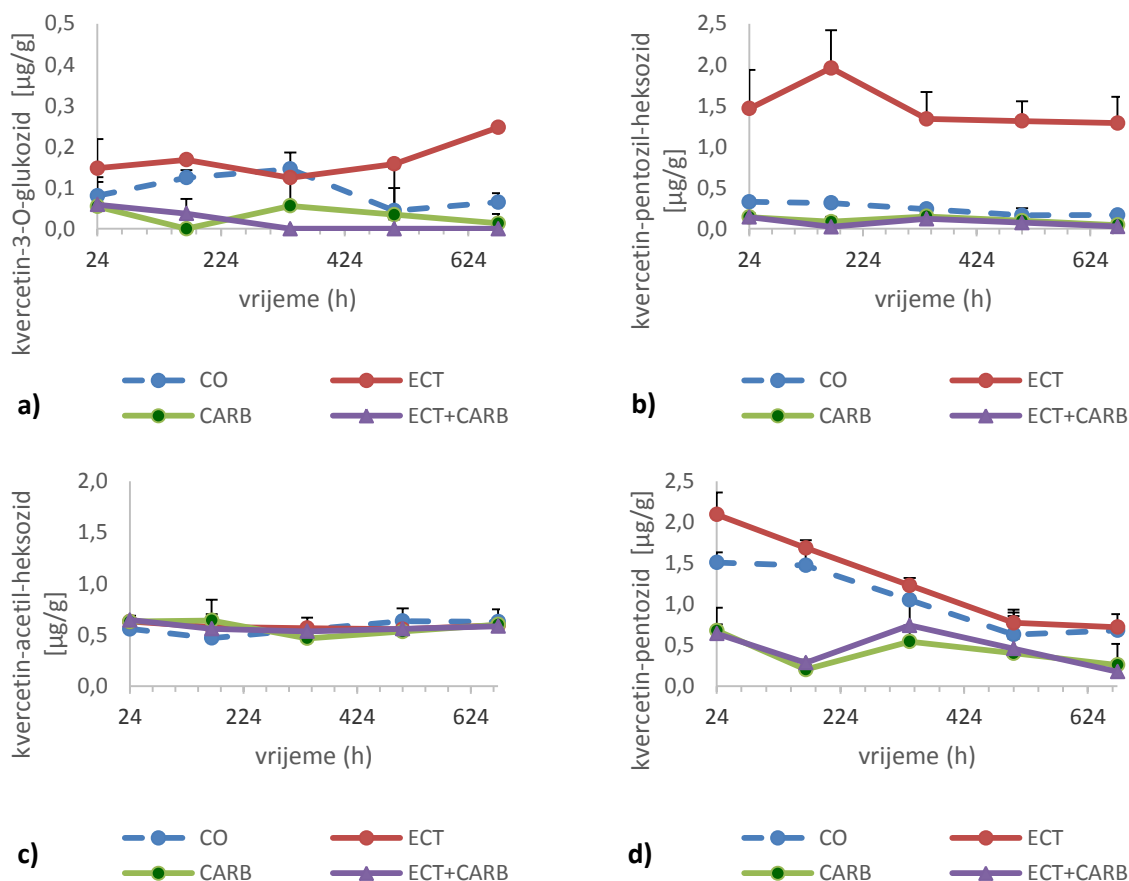 kvercetin-3-O-glukozid [µg/g]
0,5
0,4
0,3
0,2
0,1
0,0
24 224 424 624
vrijeme (h)
CO ECT
CARB ECT+CARB
a)
kvercetin-pentozil-heksozid
[µg/g]
2,5
2,0
1,5
1,0
0,5
0,0
24 224 424 624
vrijeme (h)
CO ECT
CARB ECT+CARB
b)
kvercetin-acetil-heksozid
[µg/g]
2,0
1,5
1,0
0,5
0,0
24 224 424 624
vrijeme (h)
CO ECT
CARB ECT+CARB
c)
kvercetin-pentozid [µg/g]
2,5
2,0
1,5
1,0
0,5
0,0
24 224 424 624
vrijeme (h)
CO ECT
CARB ECT+CARB
d)